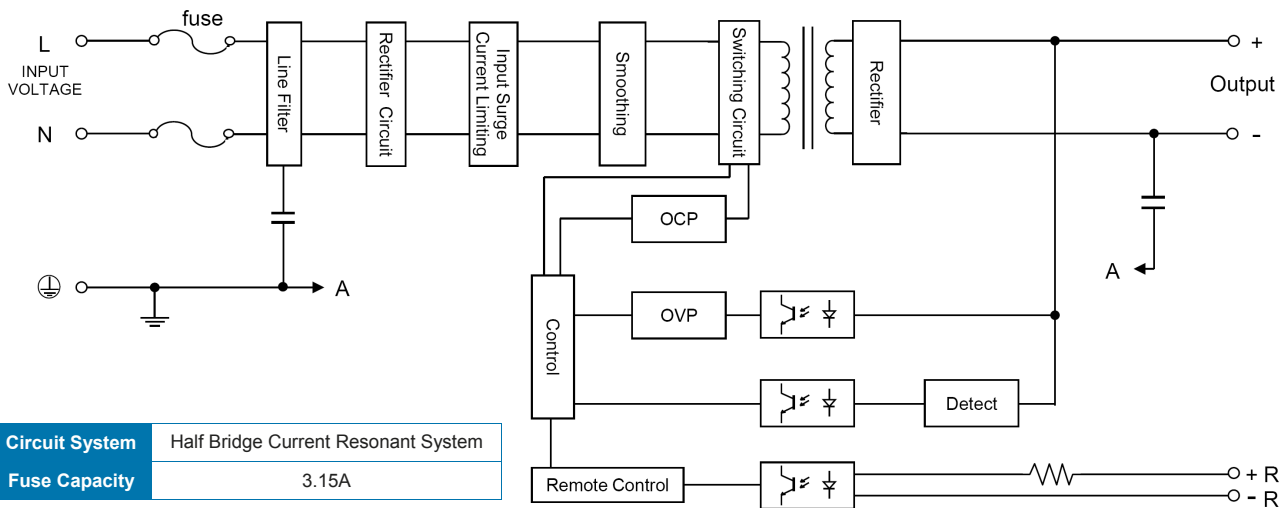 fuse
L
INPUT
VOLTAGE
N
Line Filter
Rectifier Circuit
Input Surge
Current Limiting
Smoothing
Switching Circuit
Rectifier
+
Output
-
OCP
A
A
Control
OVP
Detect
Circuit System Half Bridge Current Resonant System
Fuse Capacity 3.15A
Remote Control
+ R
- R